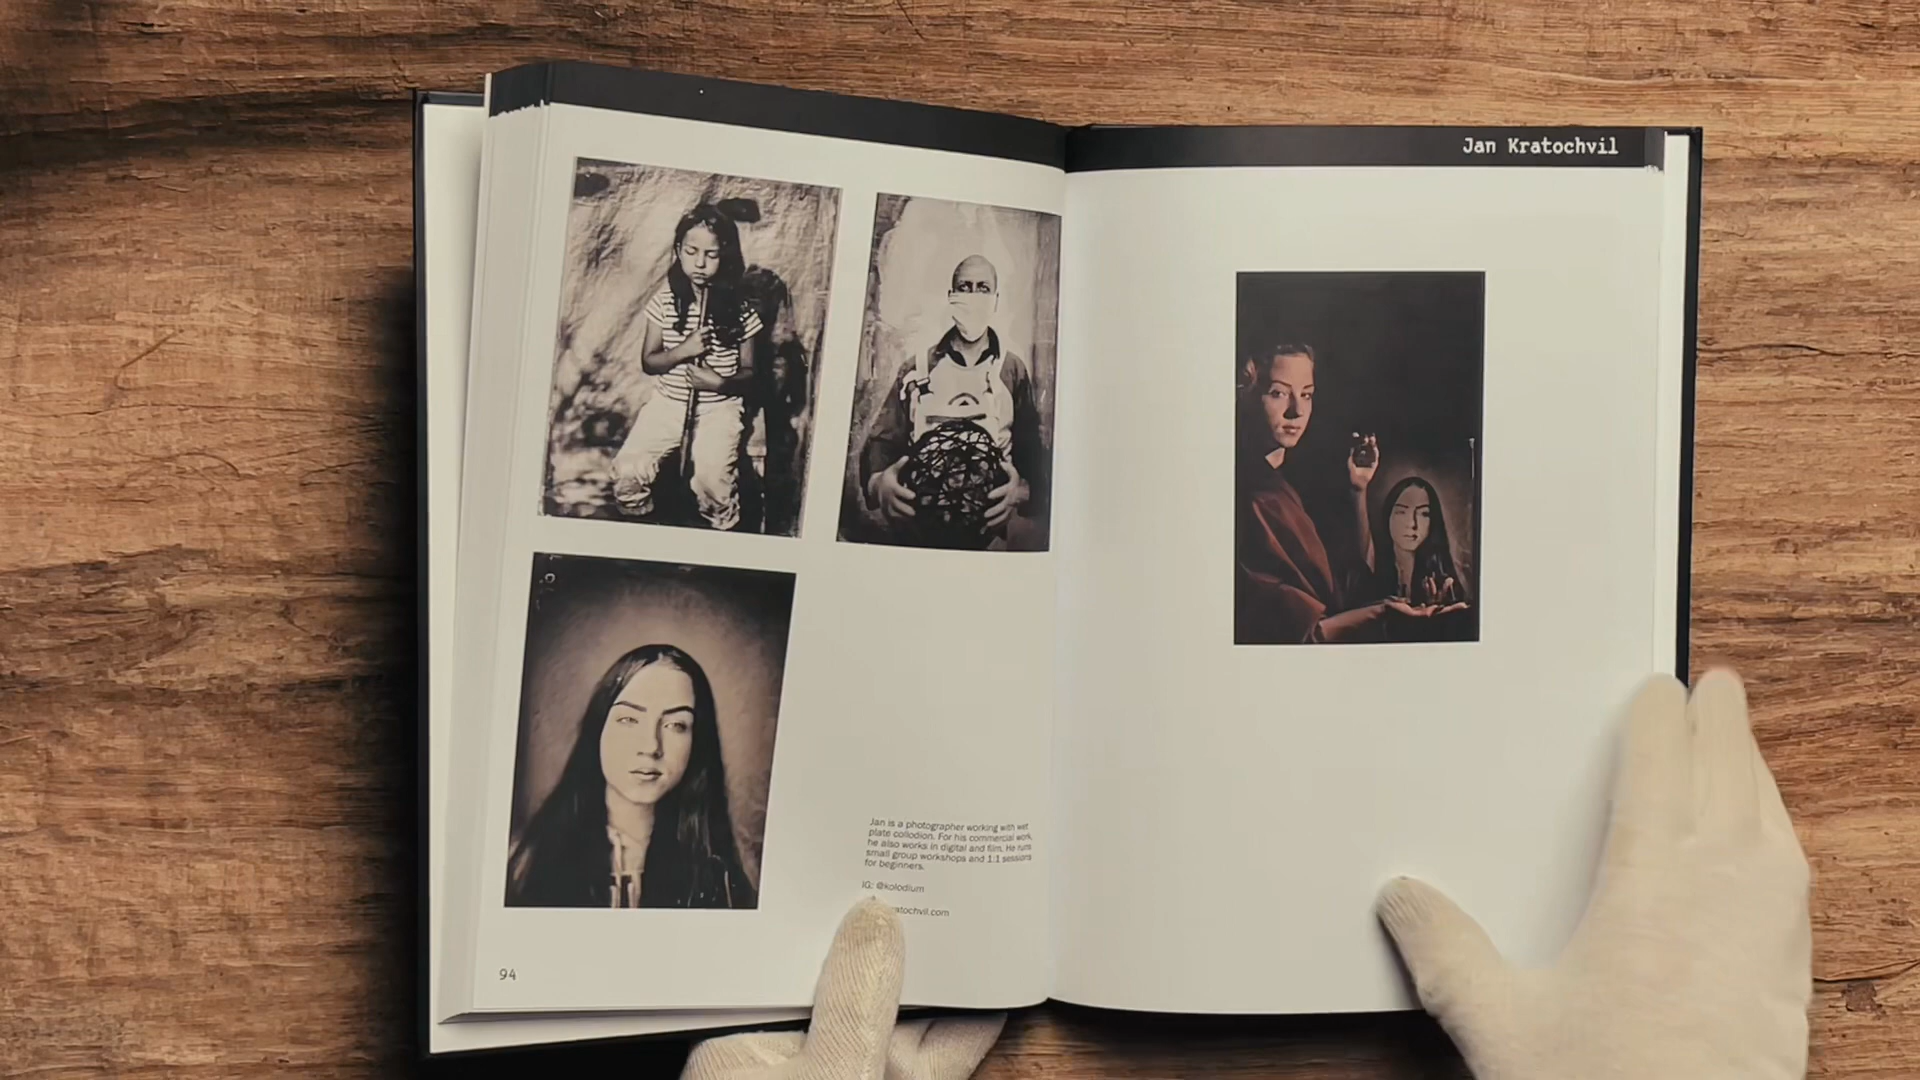 Jan Kratochvil
Jan is a photographer working with wet
plate collodion. For his commercial work,
he also works in digital and film. He runs
small group workshops and 1:1 sessions
for beginners.
IG: @kolodium
atochvil.com
94